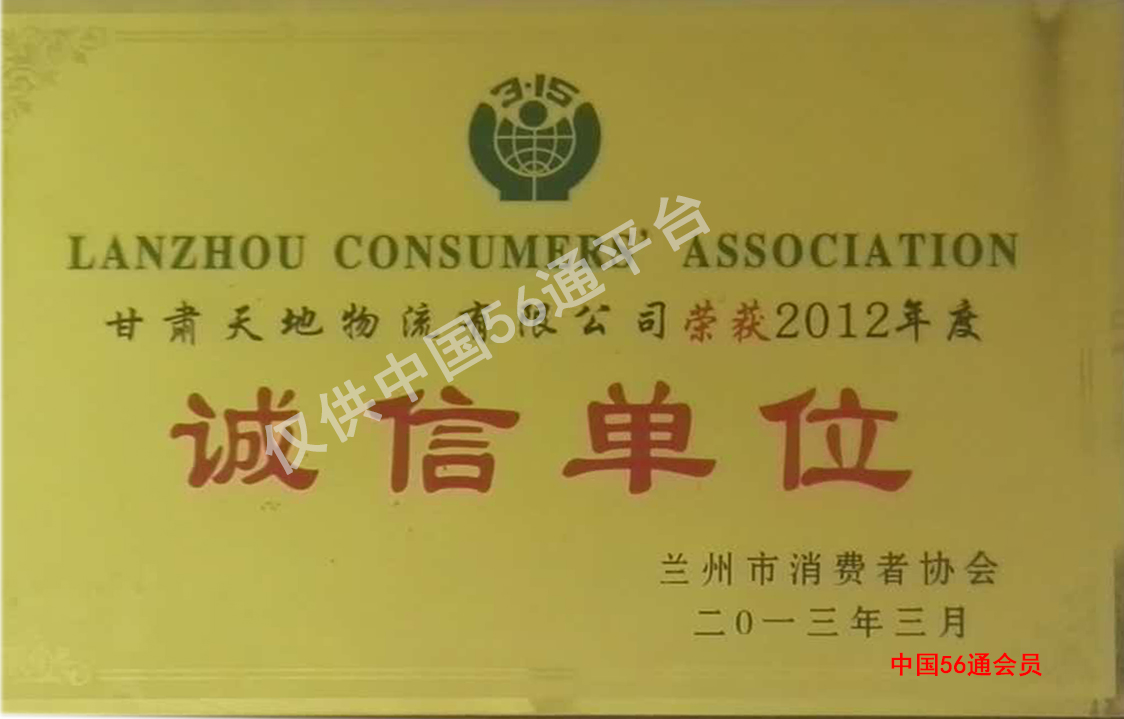 3·15
LANZHOU CONSUMERS' ASSOCIATION
甘肃天地物流有限公司荣获2012年度
诚信单位
仅供中国56通平台
兰州市消费者协会
二0一三年三月
中国56通会员